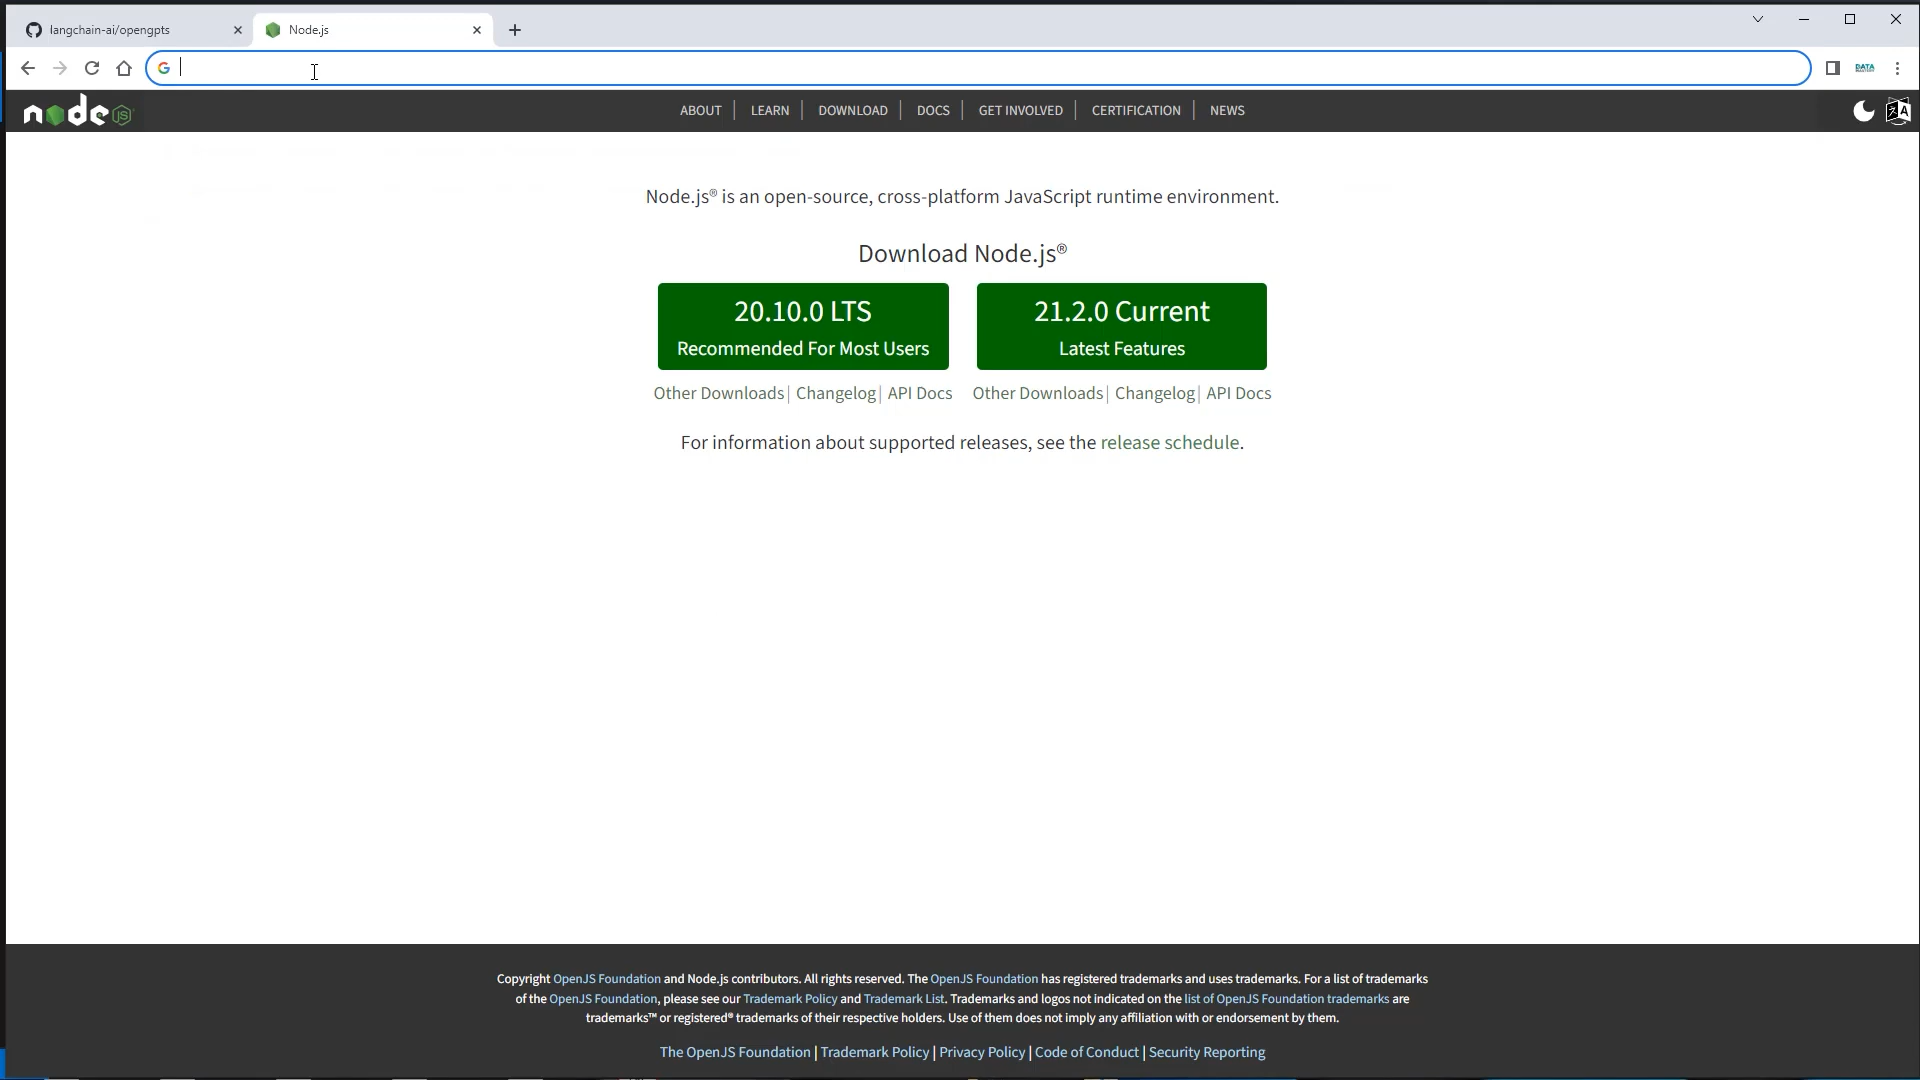 langchain-ai/opengpts
Node.js
DATA
node JS
ABOUT | LEARN | DOWNLOAD | DOCS | GET INVOLVED | CERTIFICATION | NEWS
Node.js® is an open-source, cross-platform JavaScript runtime environment.
Download Node.js®
20.10.0 LTS
Recommended For Most Users
21.2.0 Current
Latest Features
Other Downloads | Changelog | API Docs
Other Downloads | Changelog | API Docs
For information about supported releases, see the release schedule.
Copyright OpenJS Foundation and Node.js contributors. All rights reserved. The OpenJS Foundation has registered trademarks and uses trademarks. For a list of trademarks
of the OpenJS Foundation, please see our Trademark Policy and Trademark List. Trademarks and logos not indicated on the list of OpenJS Foundation trademarks are
trademarks™ or registered® trademarks of their respective holders. Use of them does not imply any affiliation with or endorsement by them.
The OpenJS Foundation | Trademark Policy | Privacy Policy | Code of Conduct | Security Reporting